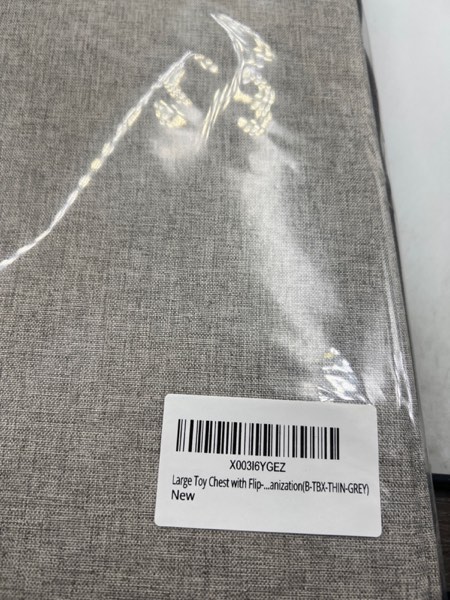 X003I6YGEZ
Large Toy Chest with Flip-...anization(B-TBX-THIN-GREY)
New